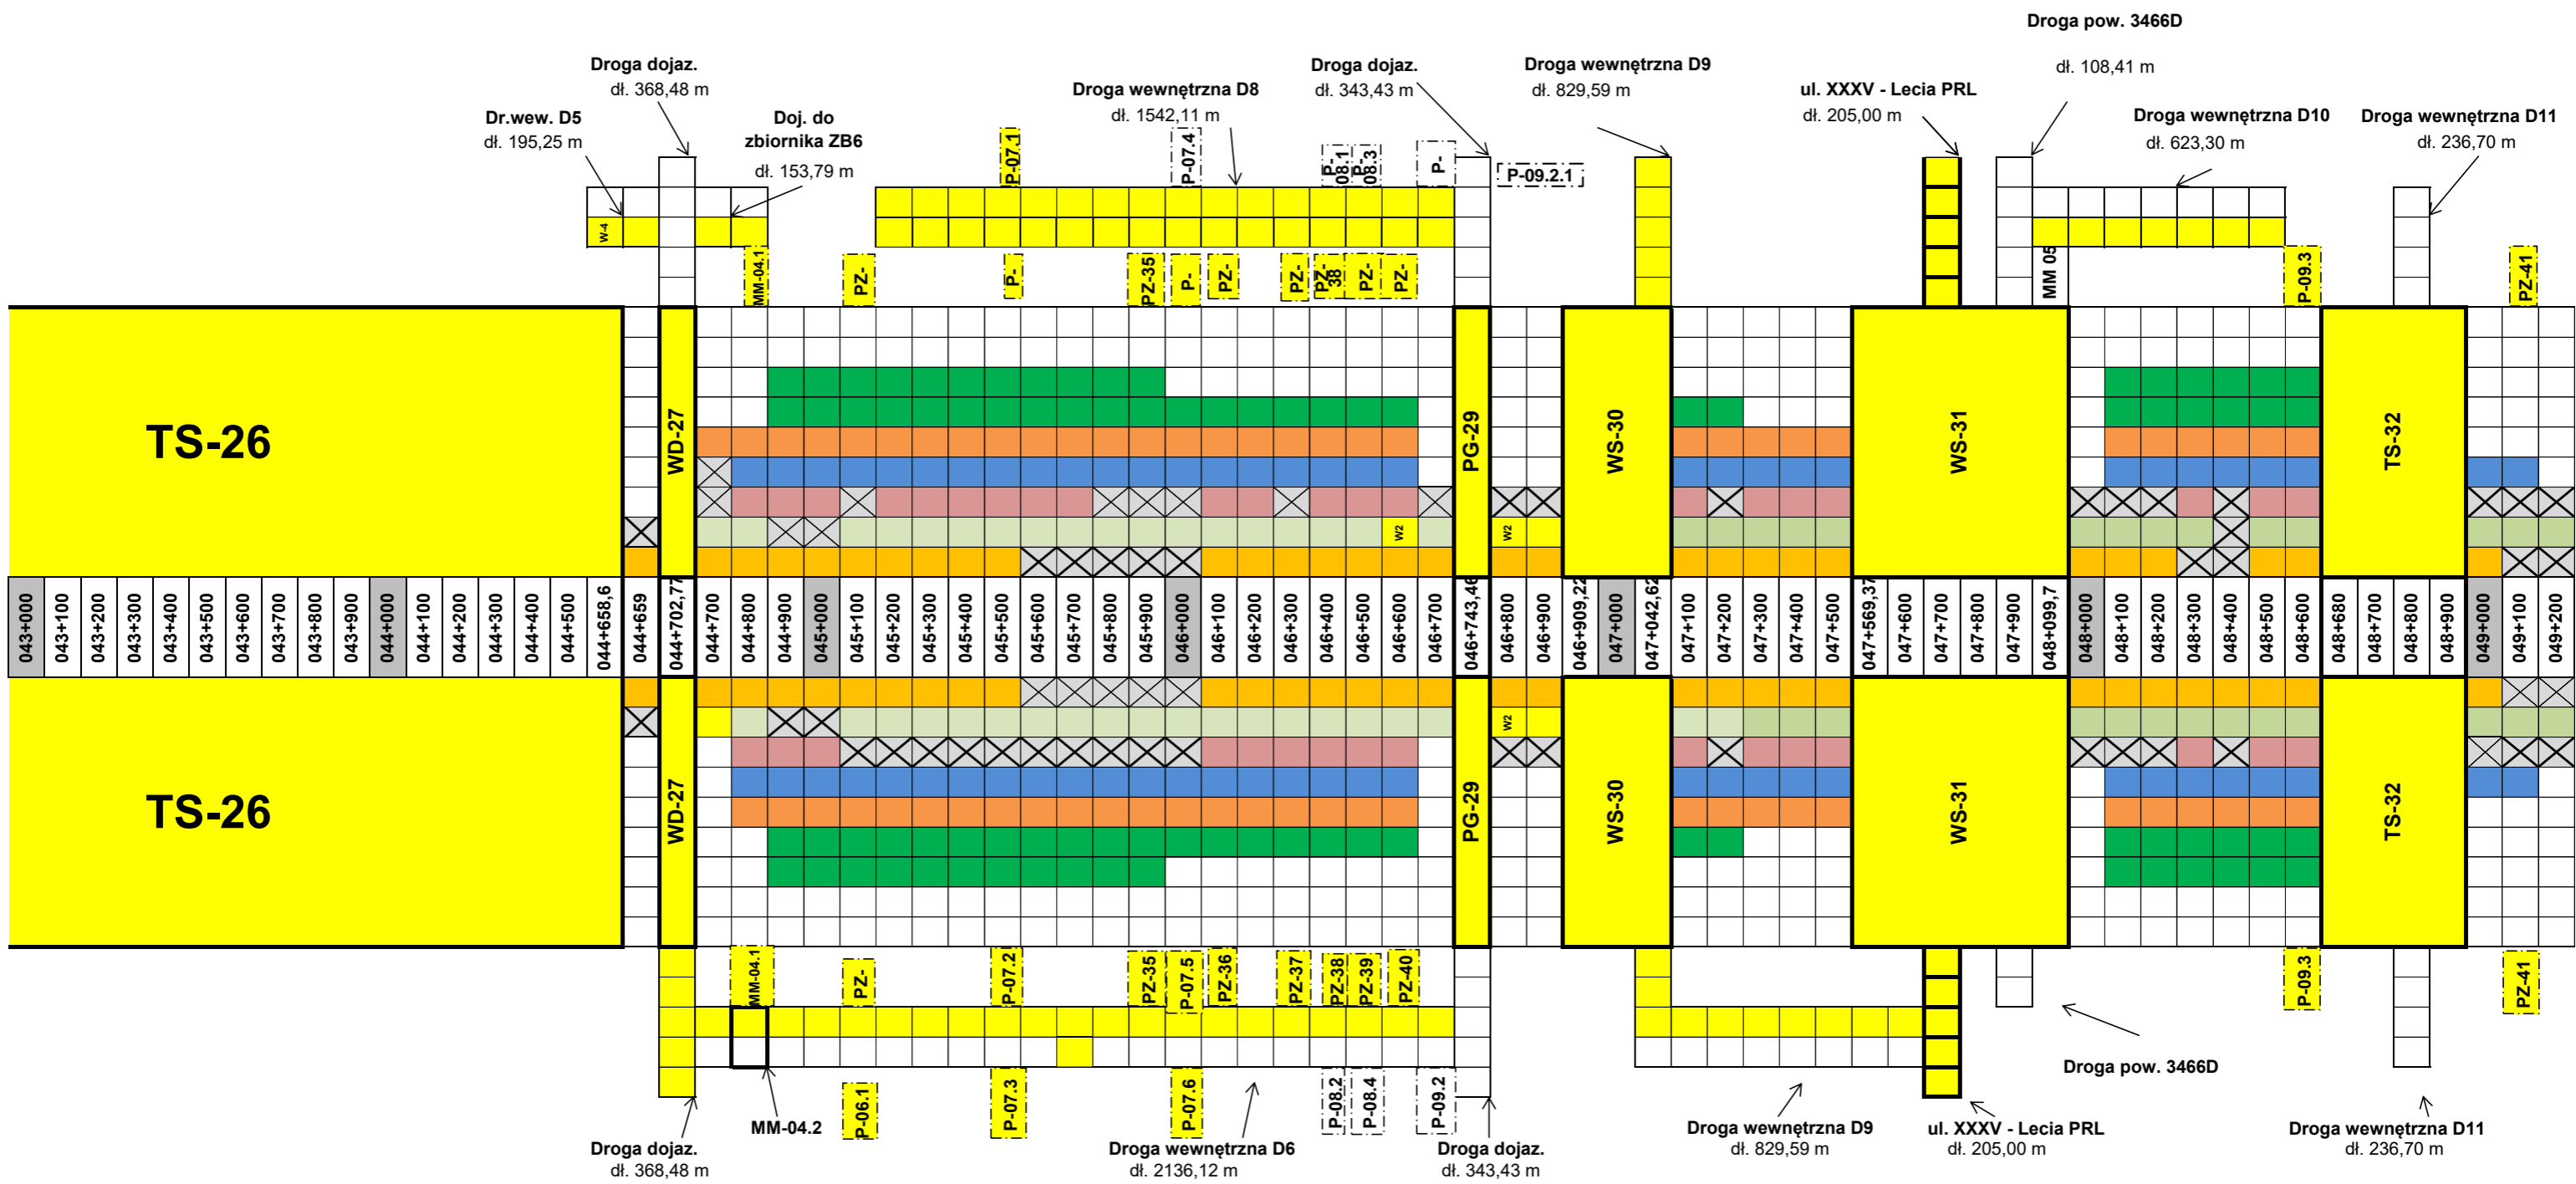 Droga pow. 3466D
dł. 108,41 m
Droga dojaz.
dł. 368,48 m
Droga dojaz.
dł. 343,43 m
Droga wewnętrzna D9
dł. 829,59 m
Droga wewnętrzna D8
dł. 1542,11 m
ul. XXXV - Lecia PRL
dł. 205,00 m
Dr.wew. D5
dł. 195,25 m
Doj. do
zbiornika ZB6
dł. 153,79 m
Droga wewnętrzna D10
dł. 623,30 m
Droga wewnętrzna D11
dł. 236,70 m
P-07.1
P-07.4
P-
08.1
P-
08.3
P-
P-09.2.1
W-4
MM-04.1
PZ-
P-
PZ-35
P-
PZ-
PZ-
PZ-
38
PZ-
PZ-
MM 05
P-09.3
PZ-41
TS-26
WD-27
PG-29
WS-30
WS-31
TS-32
W2
W2
043+000
043+100
043+200
043+300
043+400
043+500
043+600
043+700
043+800
043+900
044+000
044+100
044+200
044+300
044+400
044+500
044+658,6
044+659
044+702,77
044+700
044+800
044+900
045+000
045+100
045+200
045+300
045+400
045+500
045+600
045+700
045+800
045+900
046+000
046+100
046+200
046+300
046+400
046+500
046+600
046+700
046+743,46
046+800
046+900
046+909,22
047+000
047+042,62
047+100
047+200
047+300
047+400
047+500
047+569,37
047+600
047+700
047+800
047+900
048+099,7
048+000
048+100
048+200
048+300
048+400
048+500
048+600
048+680
048+700
048+800
048+900
049+000
049+100
049+200
W2
TS-26
WD-27
PG-29
WS-30
WS-31
TS-32
MM-04.1
PZ-
P-07.2
PZ-35
P-07.5
PZ-36
PZ-37
PZ-38
PZ-39
PZ-40
P-09.3
PZ-41
P-06.1
P-07.3
P-07.6
P-08.2
P-08.4
P-09.2
MM-04.2
Droga pow. 3466D
Droga dojaz.
dł. 368,48 m
Droga wewnętrzna D6
dł. 2136,12 m
Droga dojaz.
dł. 343,43 m
Droga wewnętrzna D9
dł. 829,59 m
ul. XXXV - Lecia PRL
dł. 205,00 m
Droga wewnętrzna D11
dł. 236,70 m